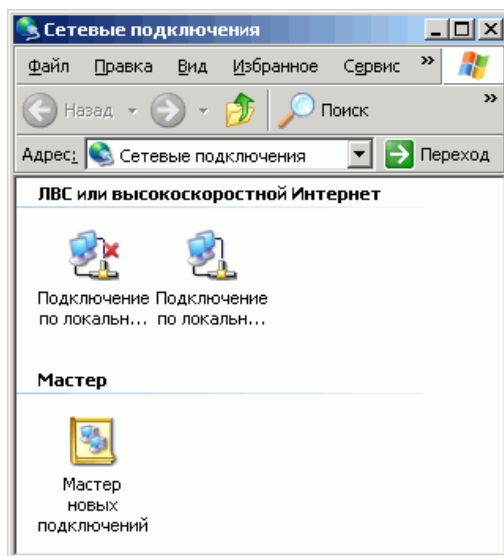 Сетевые подключения
Файл Правка Вид Избранное Сервис »
Назад Поиск »
Адрес: Сетевые подключения Переход
ЛВС или высокоскоростной Интернет
Подключение Подключение
по локальн... по локальн...
Мастер
Мастер
новых
подключений